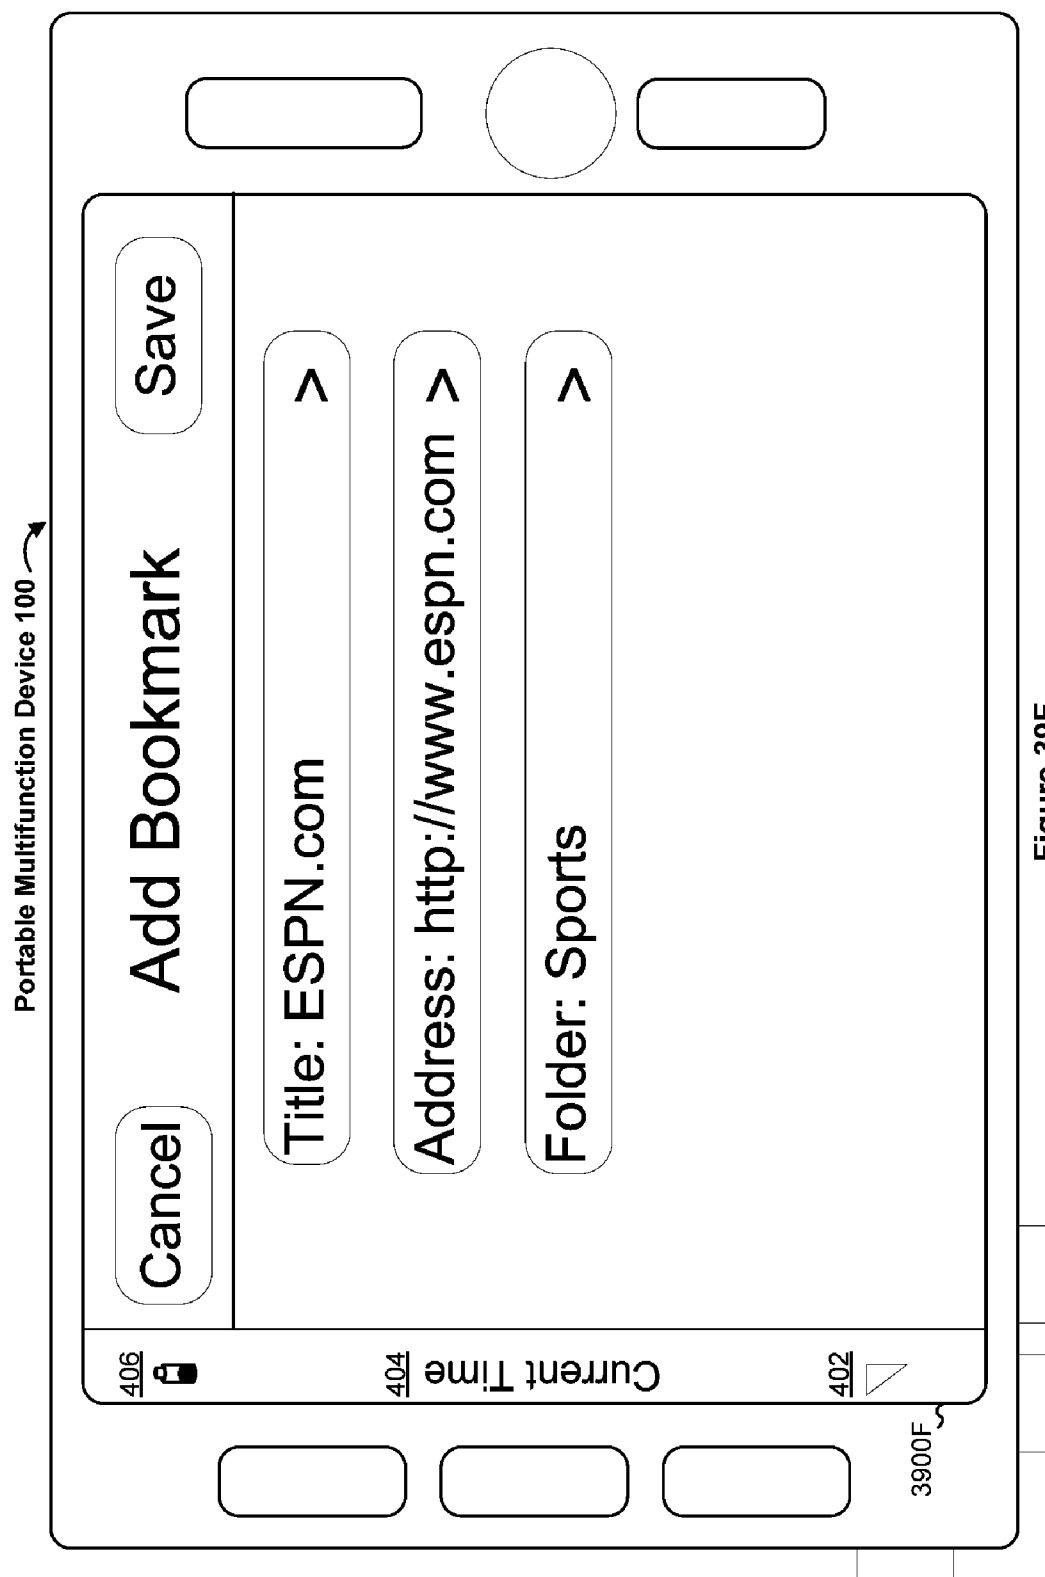 Portable Multifunction Device 100
Cancel
Add Bookmark
Save
Title: ESPN.com >
Address: http://www.espn.com >
Folder: Sports >
406
404
Current Time
402
3900F